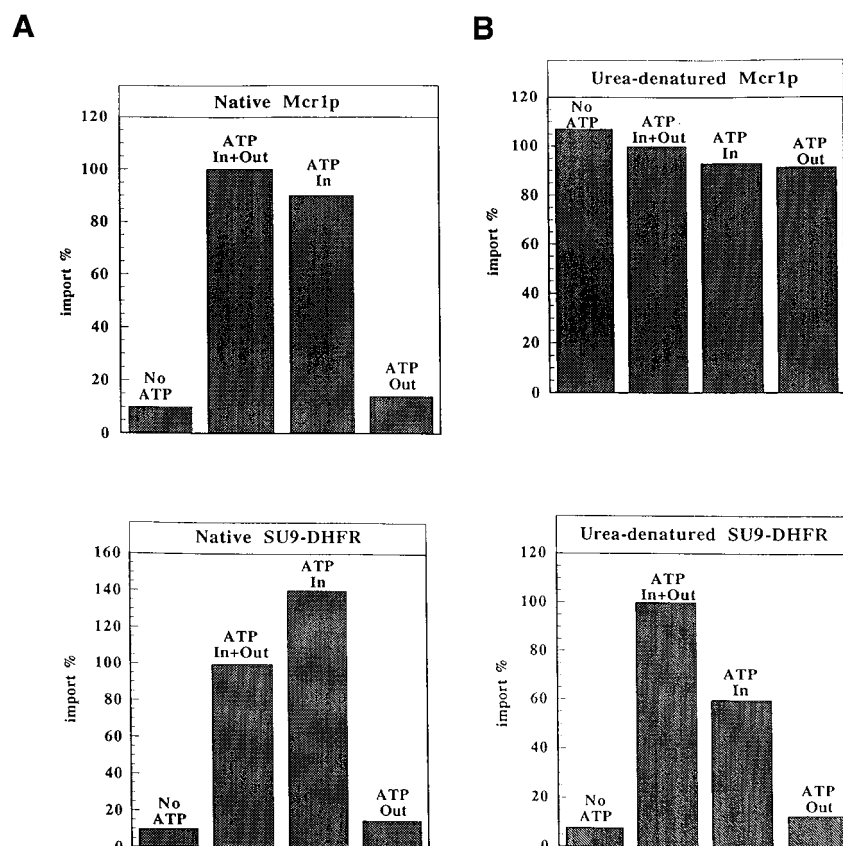 A
B
Native Mcr1p
import %
120
100
80
60
40
20
0
No
ATP
ATP
In+Out
ATP
In
ATP
Out
Urea-denatured Mcr1p
import %
120
100
80
60
40
20
0
No
ATP
ATP
In+Out
ATP
In
ATP
Out
Native SU9-DHFR
import %
160
140
120
100
80
60
40
20
0
No
ATP
ATP
In+Out
ATP
In
ATP
Out
Urea-denatured SU9-DHFR
import %
120
100
80
60
40
20
0
No
ATP
ATP
In+Out
ATP
In
ATP
Out